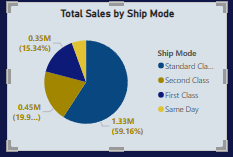 Total Sales by Ship Mode
0.35M
(15.34%)
0.45M
(19.9...)
1.33M
(59.16%)
Ship Mode
Standard Cla...
Second Class
First Class
Same Day